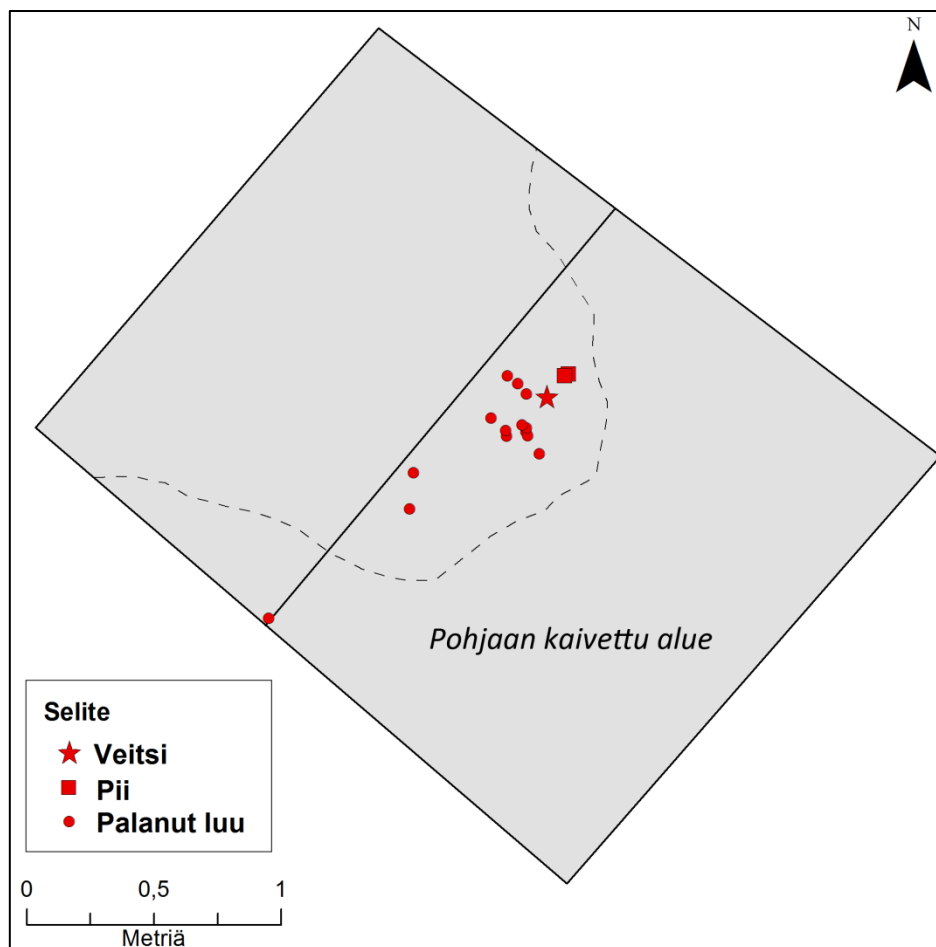 N
Pohjaan kaivettu alue
Selite
Veitsi
Pii
Palanut luu
0 0,5 1
Metriä